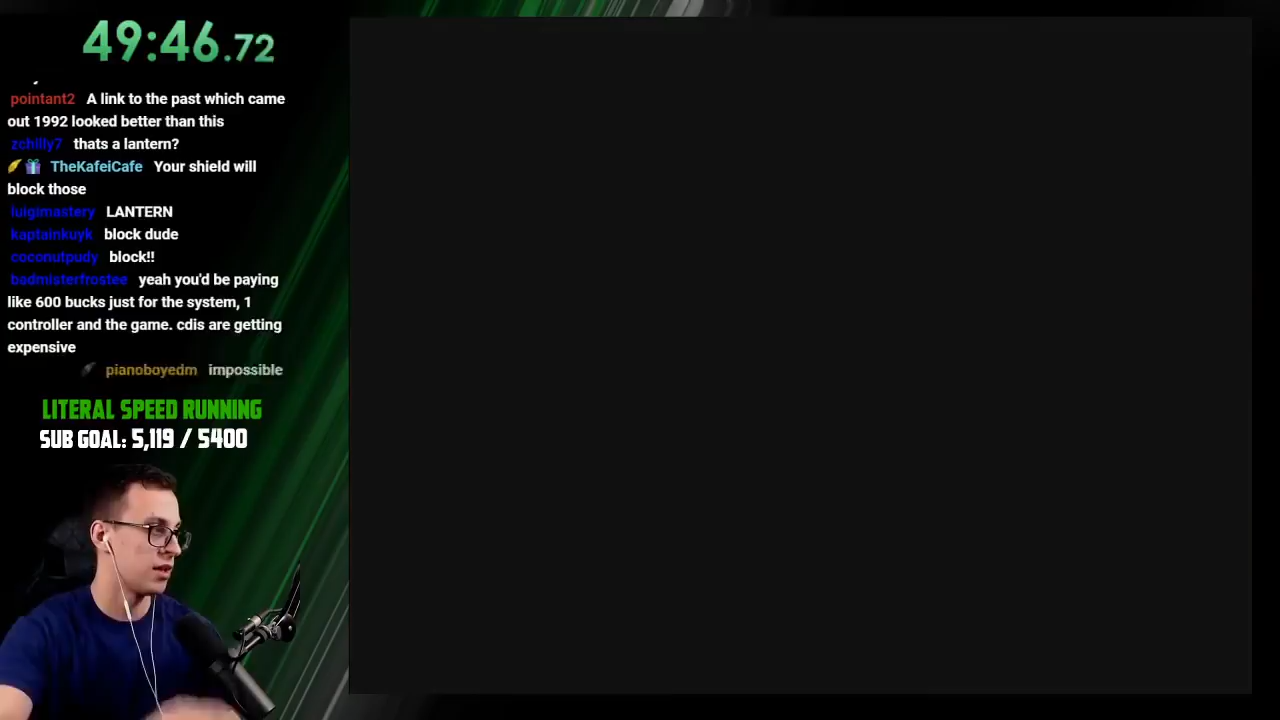 49:46.72
pointant2 A link to the past which came
out 1992 looked better than this
zchilly7 thats a lantern?
TheKafeiCafe Your shield will
block those
luigimastery LANTERN
kaptainkuyk block dude
coconutpudy block!!
badmisterfrostee yeah you'd be paying
like 600 bucks just for the system, 1
controller and the game. cdis are getting
expensive
pianoboyedm impossible
LITERAL SPEED RUNNING
SUB GOAL: 5,119 / 5400